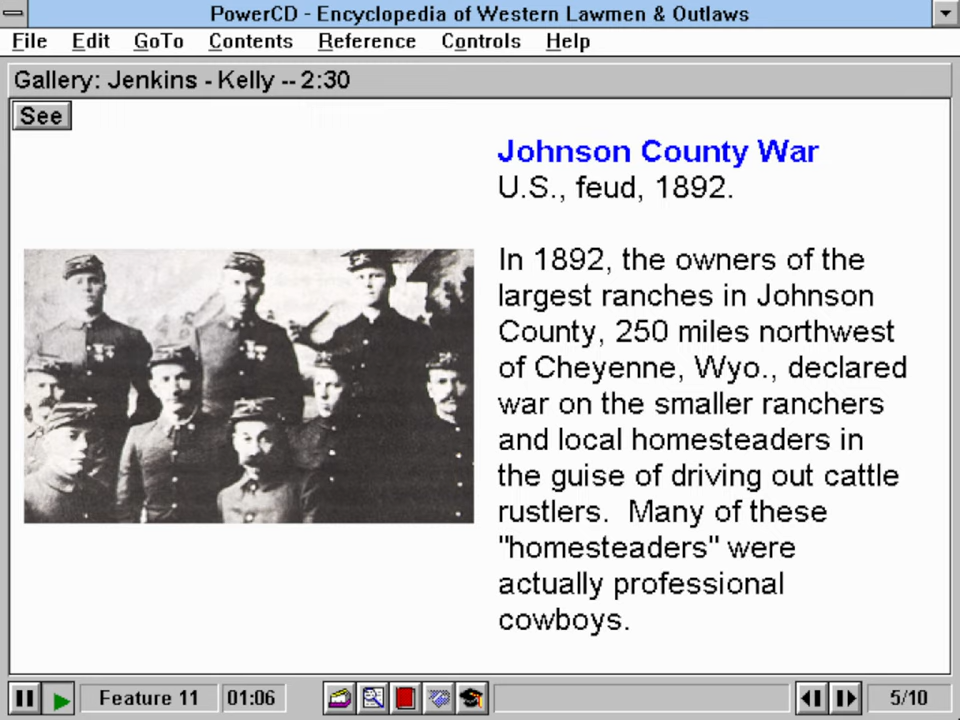 PowerCD - Encyclopedia of Western Lawmen & Outlaws
File Edit GoTo Contents Reference Controls Help
Gallery: Jenkins - Kelly -- 2:30
See
Johnson County War
U.S., feud, 1892.
In 1892, the owners of the
largest ranches in Johnson
County, 250 miles northwest
of Cheyenne, Wyo., declared
war on the smaller ranchers
and local homesteaders in
the guise of driving out cattle
rustlers.  Many of these
"homesteaders" were
actually professional
cowboys.
Feature 11 01:06 5/10